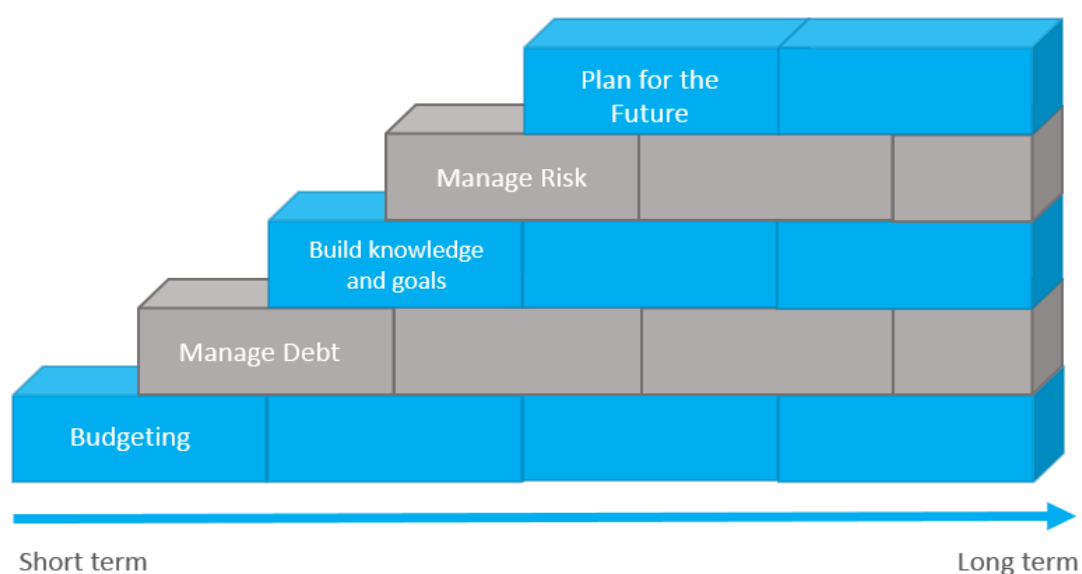 Plan for the
Future
Manage Risk
Build knowledge
and goals
Manage Debt
Budgeting
Short term
Long term